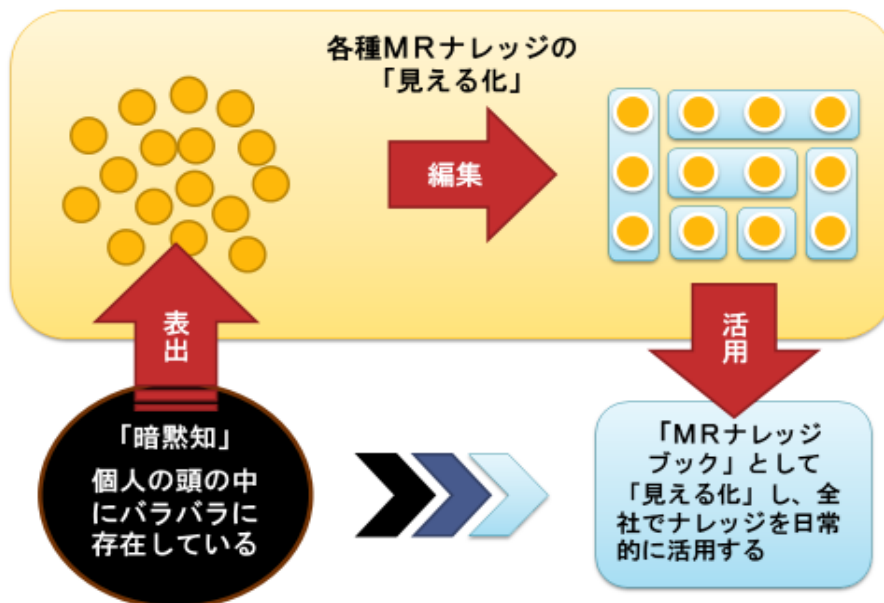 各種ＭＲナレッジの
「見える化」
編集
表出
活用
「暗黙知」
個人の頭の中
にバラバラに
存在している
「ＭＲナレッジ
ブック」として
「見える化」し、全
社でナレッジを日常
的に活用する